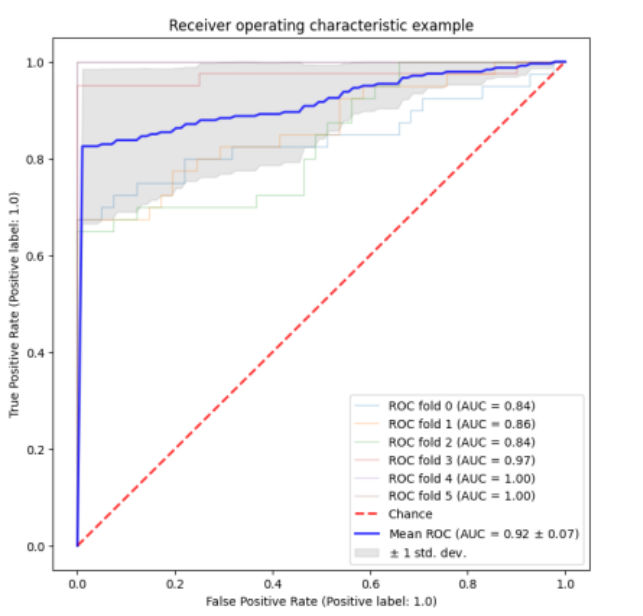 Receiver operating characteristic example
True Positive Rate (Positive label: 1.0)
1.0
0.8
0.6
0.4
0.2
0.0
ROC fold 0 (AUC = 0.84)
ROC fold 1 (AUC = 0.86)
ROC fold 2 (AUC = 0.84)
ROC fold 3 (AUC = 0.97)
ROC fold 4 (AUC = 1.00)
ROC fold 5 (AUC = 1.00)
Chance
Mean ROC (AUC = 0.92 ± 0.07)
± 1 std. dev.
0.0 0.2 0.4 0.6 0.8 1.0
False Positive Rate (Positive label: 1.0)